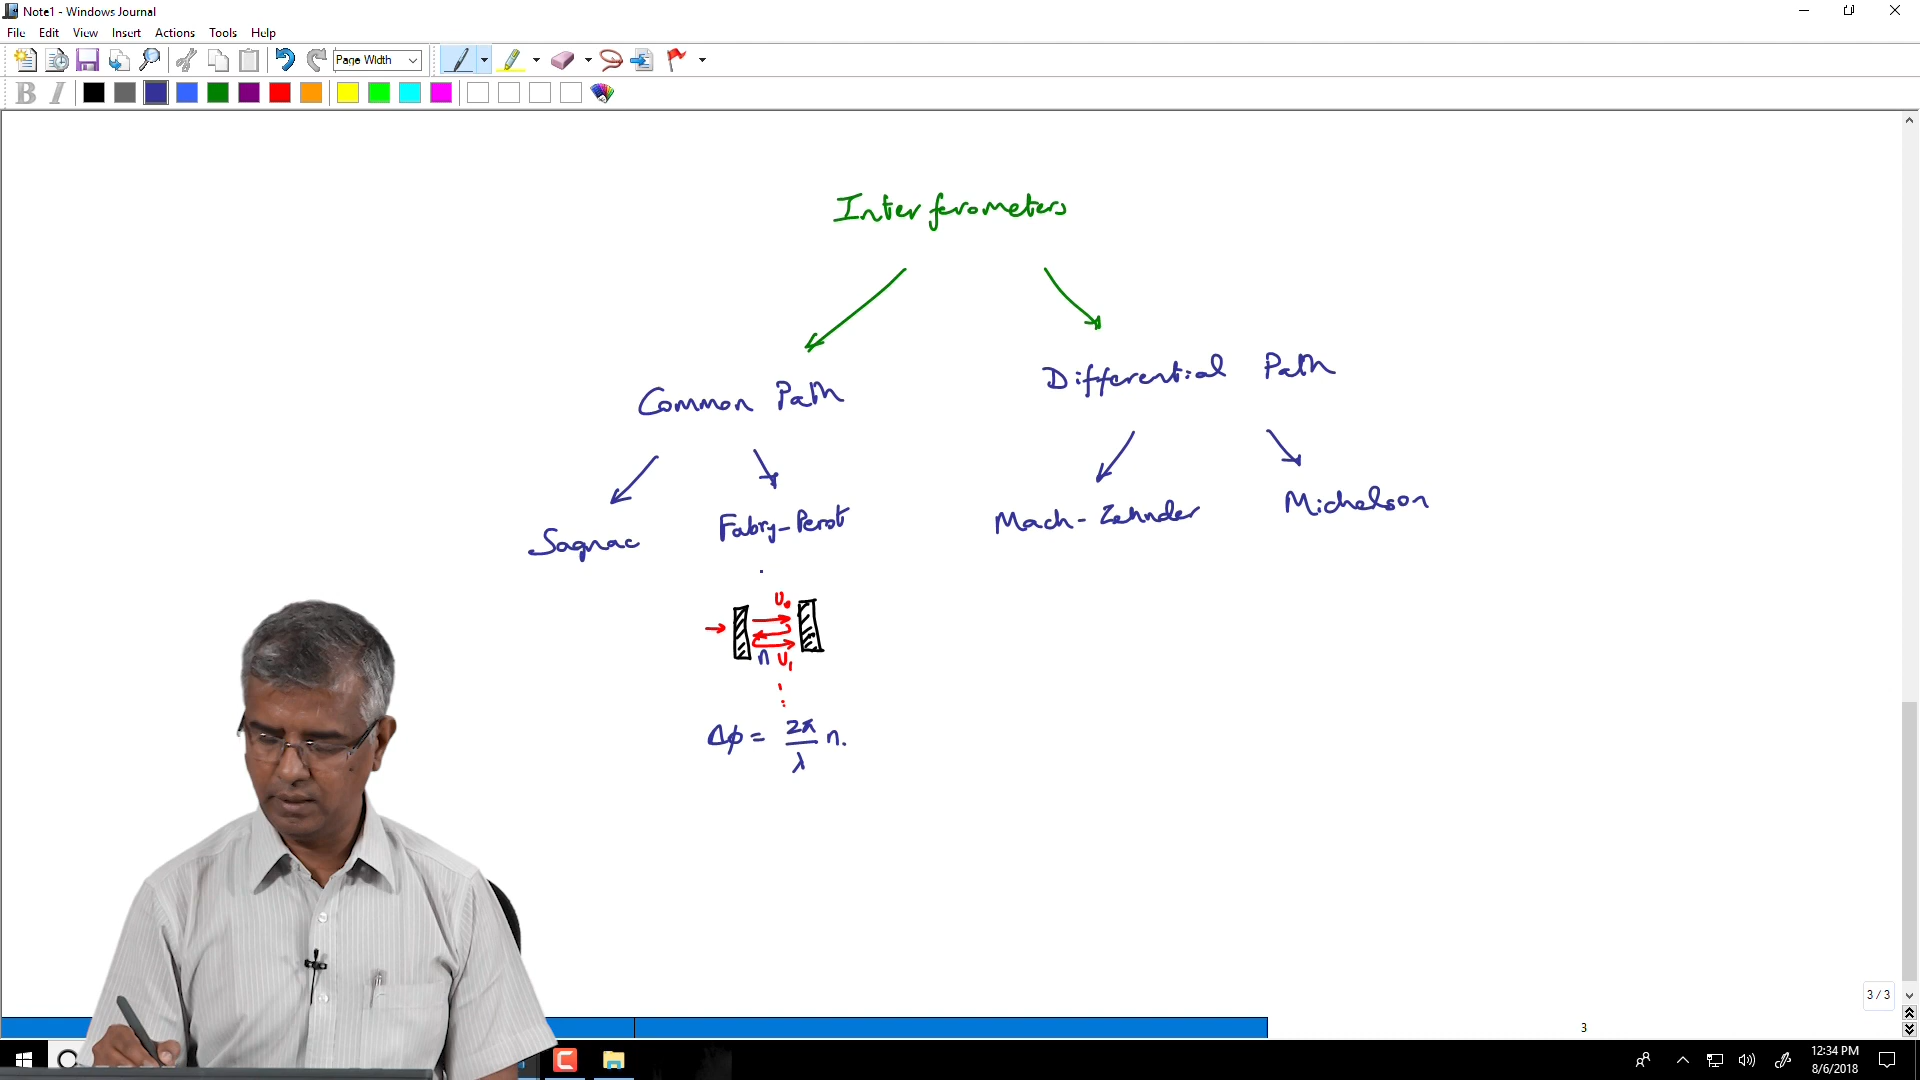 Note1 - Windows Journal
File Edit View Insert Actions Tools Help
Page Width
B I
Interferometers
Common Path
Differential Path
Sagnac
Fabry-Perot
Mach-Zehnder
Michelson
U₀
n U₁
Δφ = 2π/λ n.
3 / 3
3
12:34 PM
8/6/2018